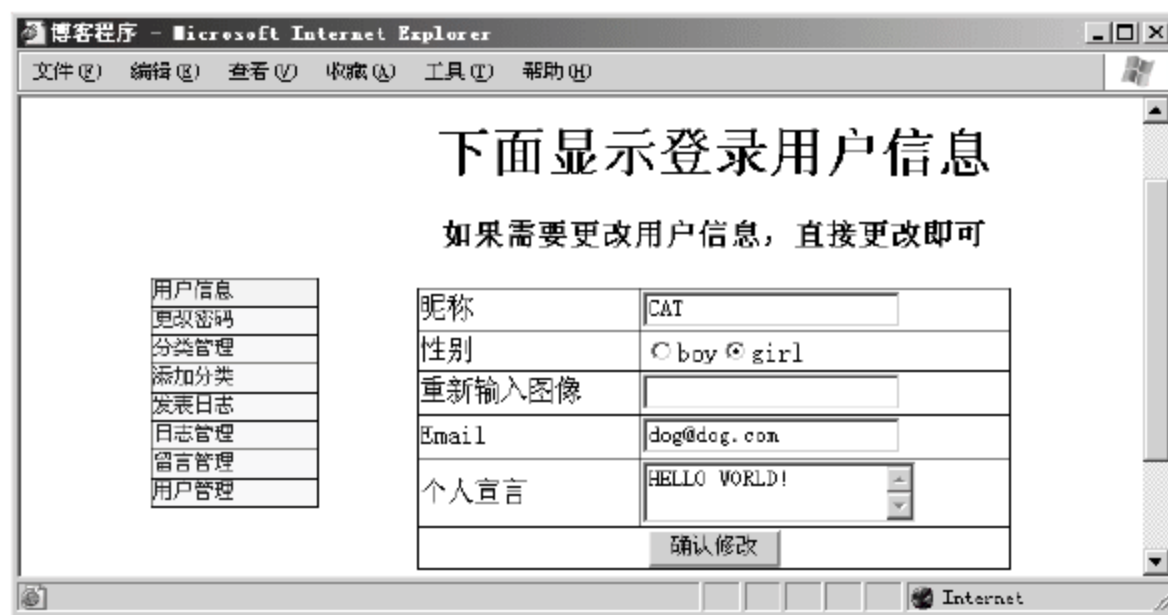 博客程序 - Microsoft Internet Explorer
文件(F) 编辑(E) 查看(V) 收藏(A) 工具(T) 帮助(H)
下面显示登录用户信息
如果需要更改用户信息，直接更改即可
用户信息
更改密码
分类管理
添加分类
发表日志
日志管理
留言管理
用户管理
昵称 CAT
性别 boy girl
重新输入图像
Email dog@dog.com
个人宣言 HELLO WORLD!
确认修改
Internet